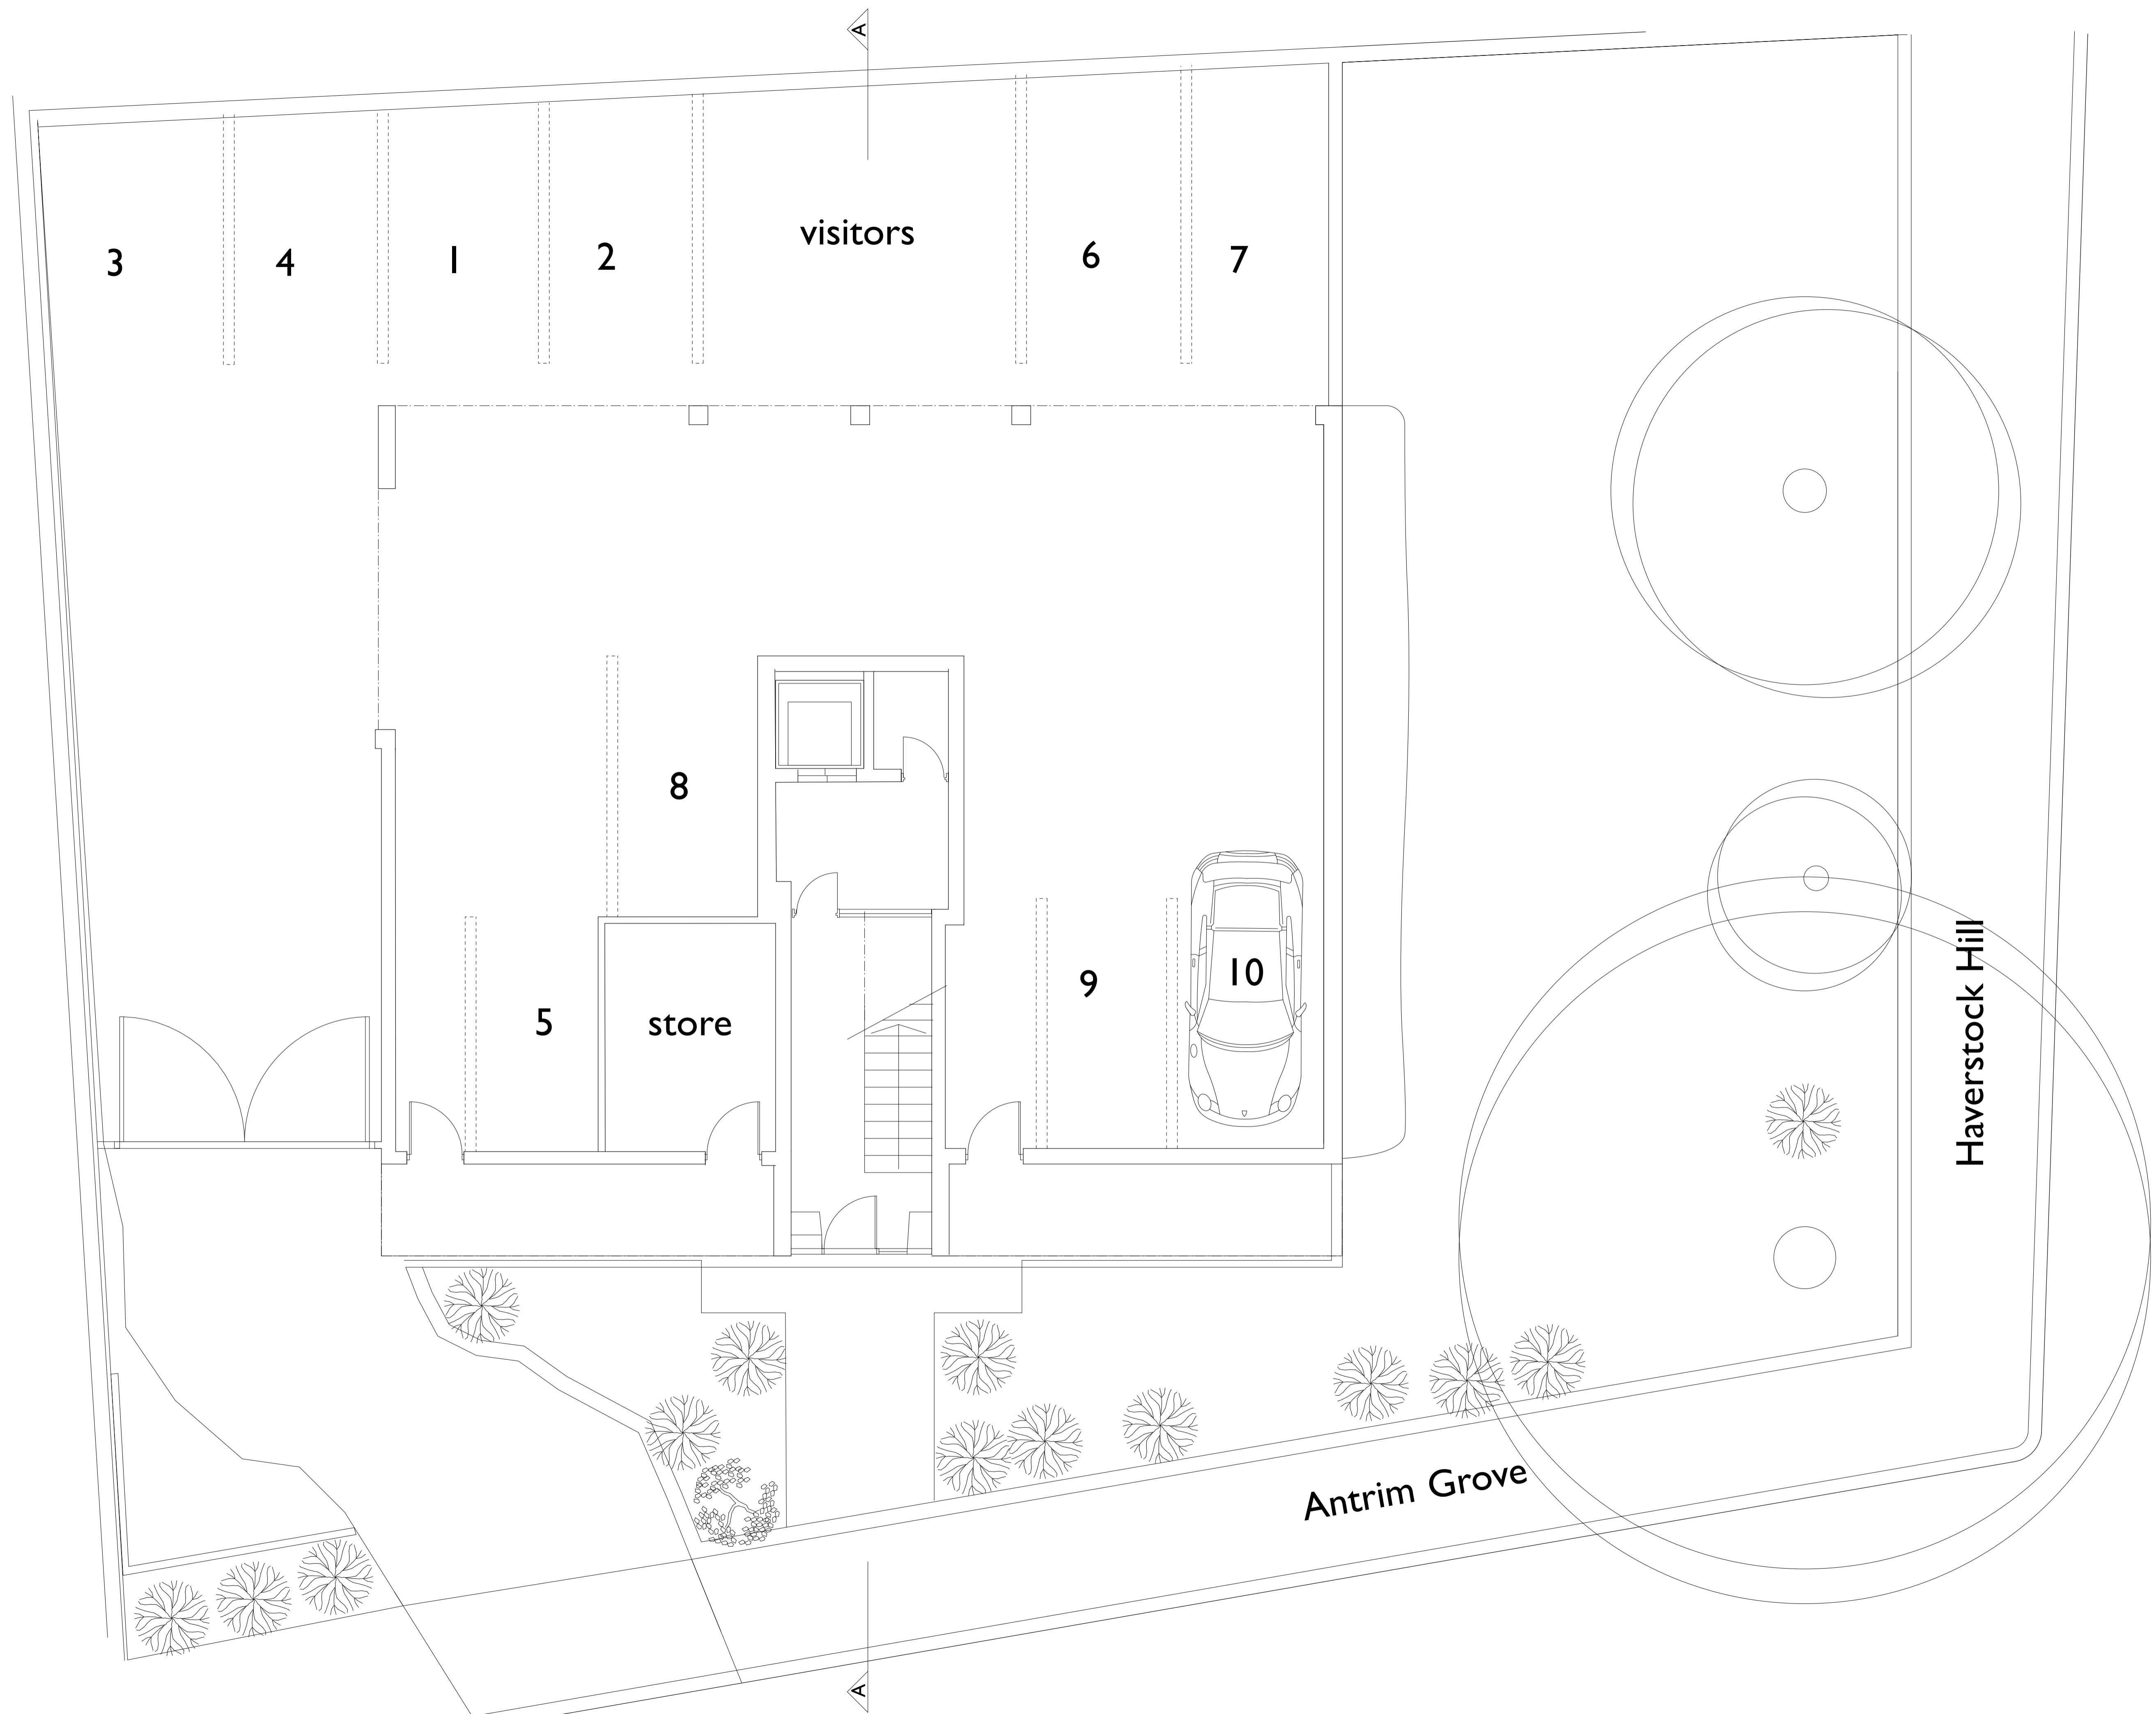 A
visitors
3 4 1 2 6 7
8
9 10
5 store
Haverstock Hill
Antrim Grove
A